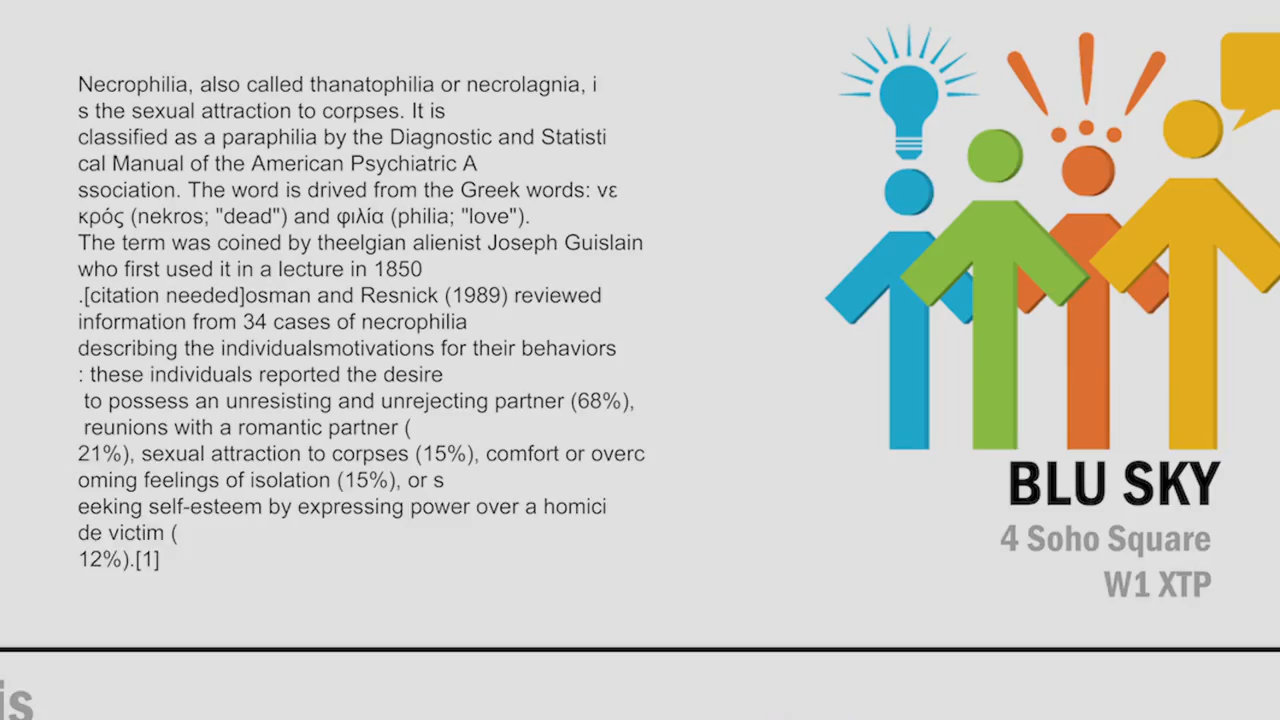 Necrophilia, also called thanatophilia or necrolagnia, i
s the sexual attraction to corpses. It is
classified as a paraphilia by the Diagnostic and Statisti
cal Manual of the American Psychiatric A
ssociation. The word is drived from the Greek words: νε
κρός (nekros; "dead") and φιλία (philia; "love").
The term was coined by theelgian alienist Joseph Guislain
who first used it in a lecture in 1850
.[citation needed]osman and Resnick (1989) reviewed
information from 34 cases of necrophilia
describing the individualsmotivations for their behaviors
: these individuals reported the desire
to possess an unresisting and unrejecting partner (68%),
reunions with a romantic partner (
21%), sexual attraction to corpses (15%), comfort or overc
oming feelings of isolation (15%), or s
eeking self-esteem by expressing power over a homici
de victim (
12%).[1]
BLU SKY
4 Soho Square
W1 XTP
is